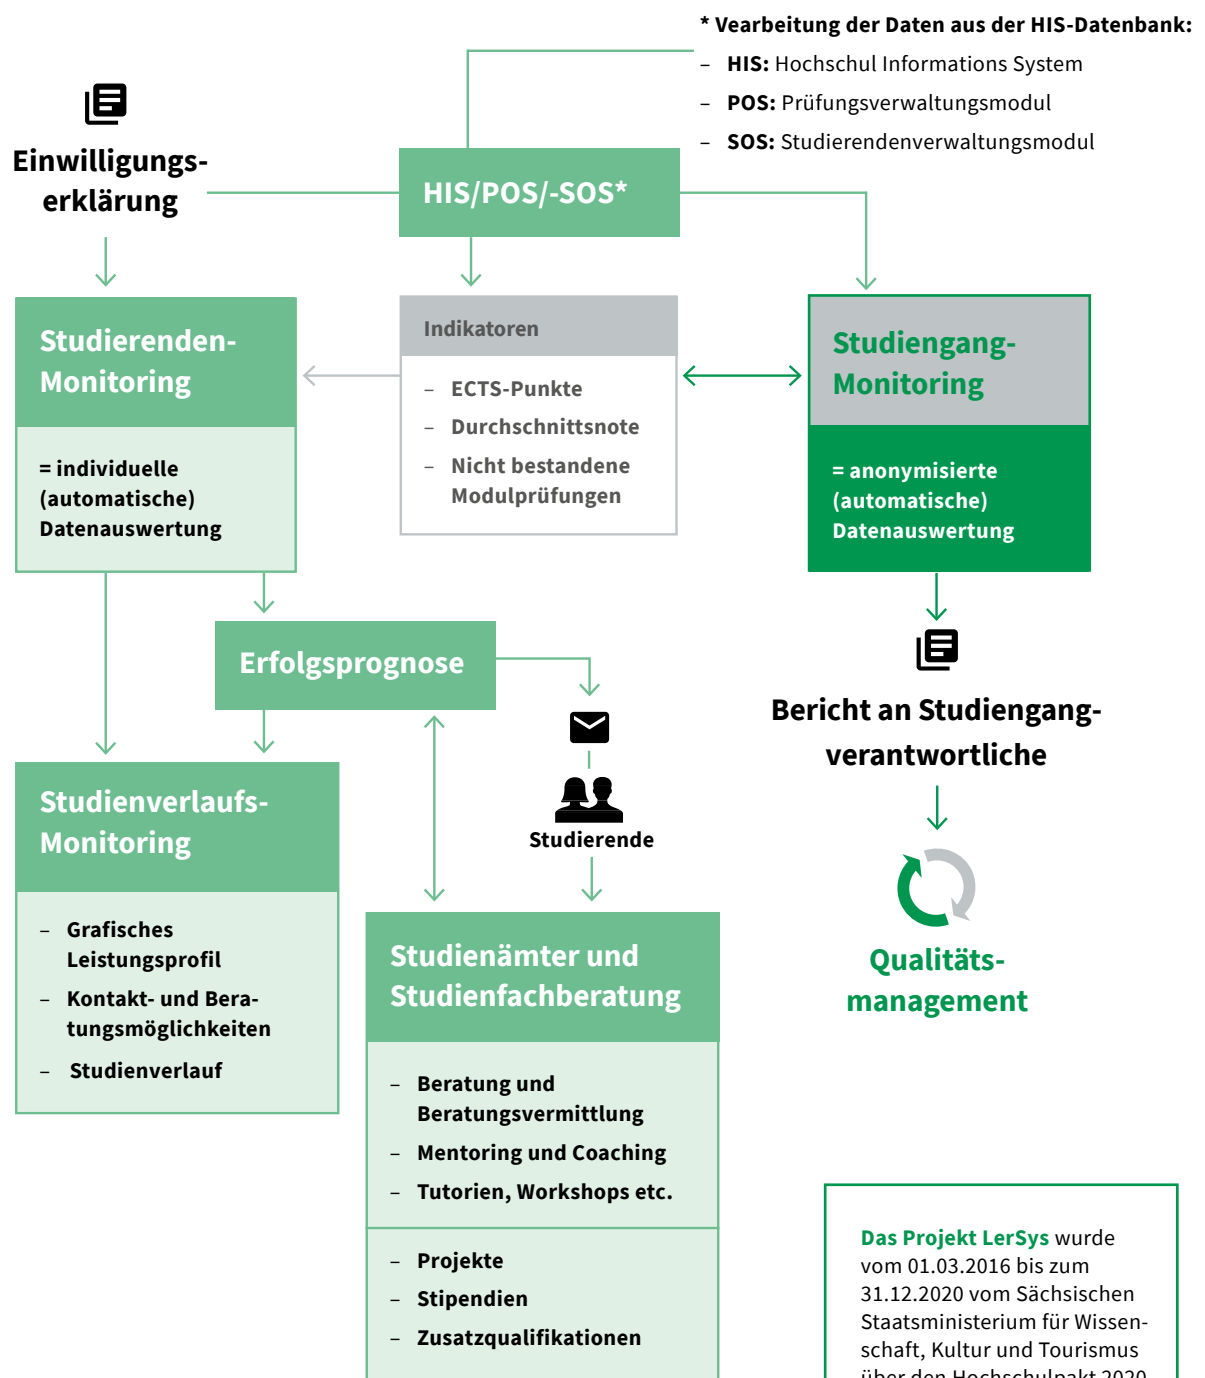 * Vearbeitung der Daten aus der HIS-Datenbank:
– HIS: Hochschul Informations System
– POS: Prüfungsverwaltungsmodul
– SOS: Studierendenverwaltungsmodul
Einwilligungs-
erklärung
HIS/POS/-SOS*
Studierenden-
Monitoring
= individuelle
(automatische)
Datenauswertung
Indikatoren
– ECTS-Punkte
– Durchschnittsnote
– Nicht bestandene
Modulprüfungen
Studiengang-
Monitoring
= anonymisierte
(automatische)
Datenauswertung
Erfolgsprognose
Bericht an Studiengang-
verantwortliche
Studierende
Studienverlaufs-
Monitoring
– Grafisches
Leistungsprofil
– Kontakt- und Bera-
tungsmöglichkeiten
– Studienverlauf
Studienämter und
Studienfachberatung
– Beratung und
Beratungsvermittlung
– Mentoring und Coaching
– Tutorien, Workshops etc.
– Projekte
– Stipendien
– Zusatzqualifikationen
Qualitäts-
management
Das Projekt LerSys wurde
vom 01.03.2016 bis zum
31.12.2020 vom Sächsischen
Staatsministerium für Wissen-
schaft, Kultur und Tourismus
über den Hochschulpakt 2020